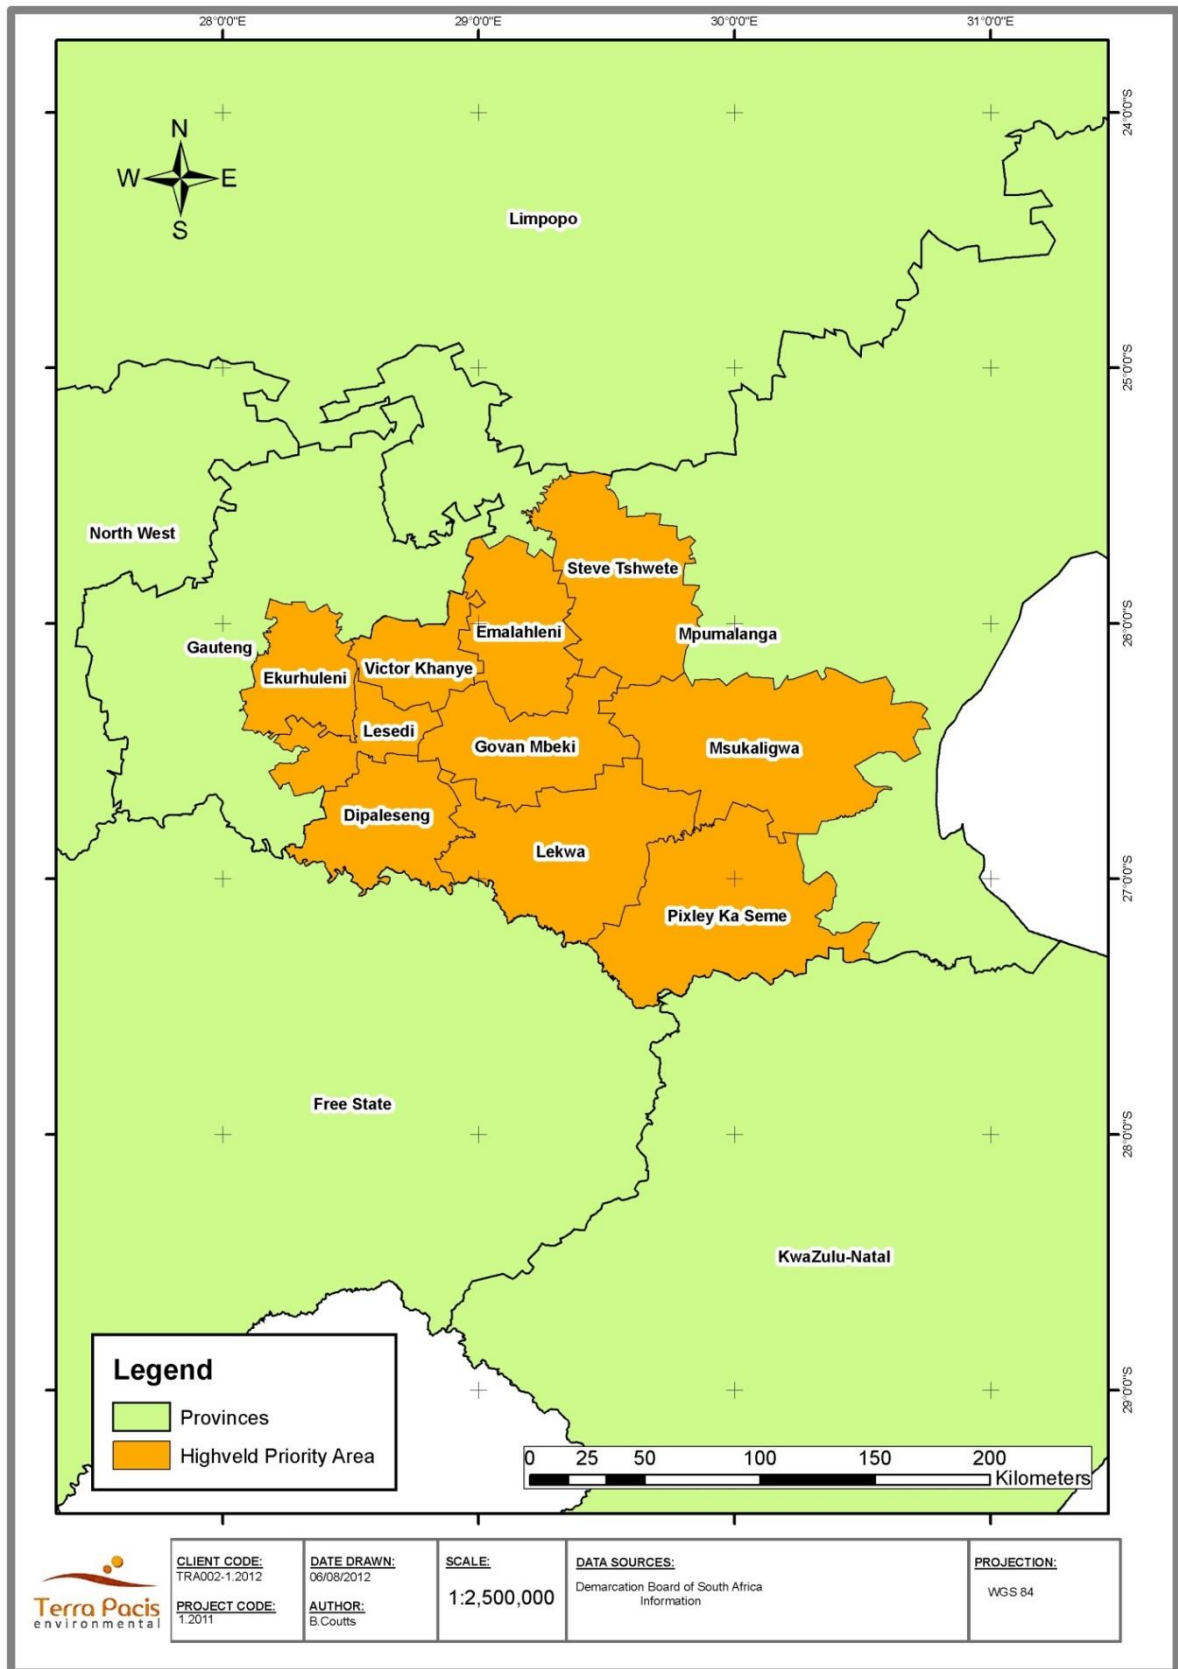 28°0'0"E
29°0'0"E
30°0'0"E
31°0'0"E
24°0'0"S
25°0'0"S
26°0'0"S
27°0'0"S
28°0'0"S
29°0'0"S
N
W E
S
Limpopo
North West
Steve Tshwete
Gauteng
Emalahleni
Mpumalanga
Ekurhuleni
Victor Khanye
Lesedi
Govan Mbeki
Msukaligwa
Dipaleseng
Lekwa
Pixley Ka Seme
Free State
KwaZulu-Natal
Legend
Provinces
Highveld Priority Area
0 25 50 100 150 200
Kilometers
Terra Pacis
environmental
CLIENT CODE:
TRA002-1.2012
PROJECT CODE:
1.2011
DATE DRAWN:
06/08/2012
AUTHOR:
B.Coutts
SCALE:
1:2,500,000
DATA SOURCES:
Demarcation Board of South Africa
Information
PROJECTION:
WGS 84